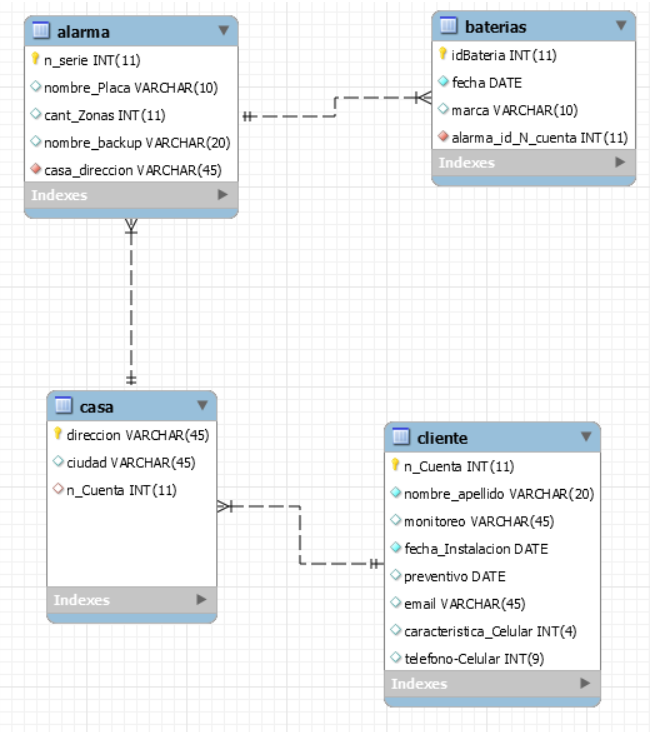 alarma
n_serie INT(11)
nombre_Placa VARCHAR(10)
cant_Zonas INT(11)
nombre_backup VARCHAR(20)
casa_direccion VARCHAR(45)
Indexes
baterias
idBateria INT(11)
fecha DATE
marca VARCHAR(10)
alarma_id_N_cuenta INT(11)
Indexes
casa
direccion VARCHAR(45)
ciudad VARCHAR(45)
n_Cuenta INT(11)
Indexes
cliente
n_Cuenta INT(11)
nombre_apellido VARCHAR(20)
monitoreo VARCHAR(45)
fecha_Instalacion DATE
preventivo DATE
email VARCHAR(45)
caracteristica_Celular INT(4)
telefono-Celular INT(9)
Indexes